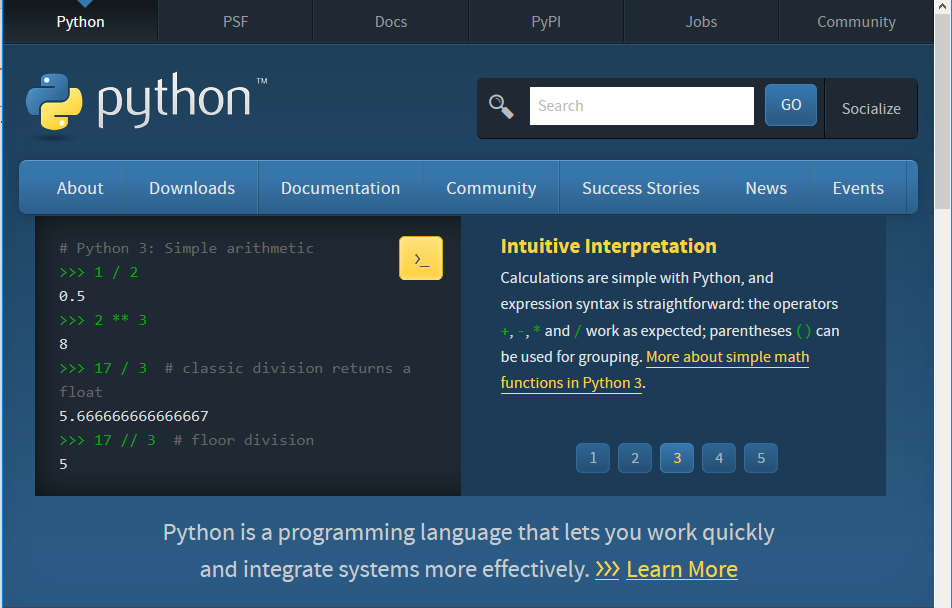 Python PSF Docs PyPI Jobs Community
python™
Search GO Socialize
About Downloads Documentation Community Success Stories News Events
# Python 3: Simple arithmetic
>>> 1 / 2
0.5
>>> 2 ** 3
8
>>> 17 / 3  # classic division returns a
float
5.666666666666667
>>> 17 // 3  # floor division
5
>_
Intuitive Interpretation
Calculations are simple with Python, and
expression syntax is straightforward: the operators
+, -, * and / work as expected; parentheses () can
be used for grouping. More about simple math
functions in Python 3.
1 2 3 4 5
Python is a programming language that lets you work quickly
and integrate systems more effectively. >>> Learn More